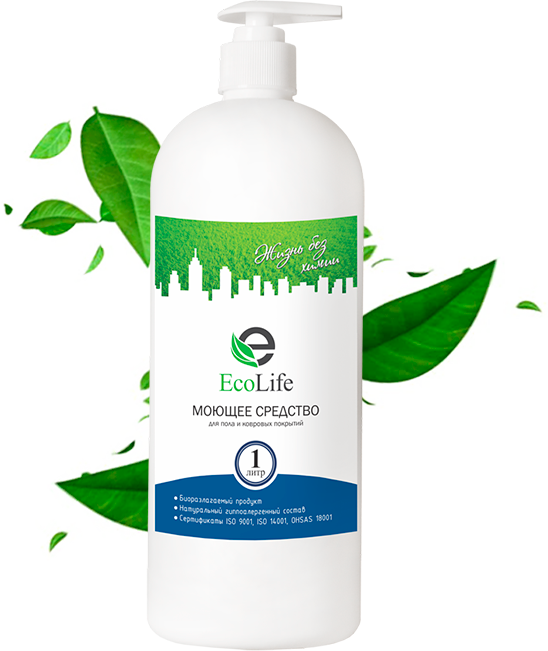 Жизнь без
химии
e
EcoLife
МОЮЩЕЕ СРЕДСТВО
для пола и ковровых покрытий
1
литр
• Биоразлагаемый продукт
• Натуральный гиппоалергенный состав
• Сертификаты ISO 9001, ISO 14001, OHSAS 18001